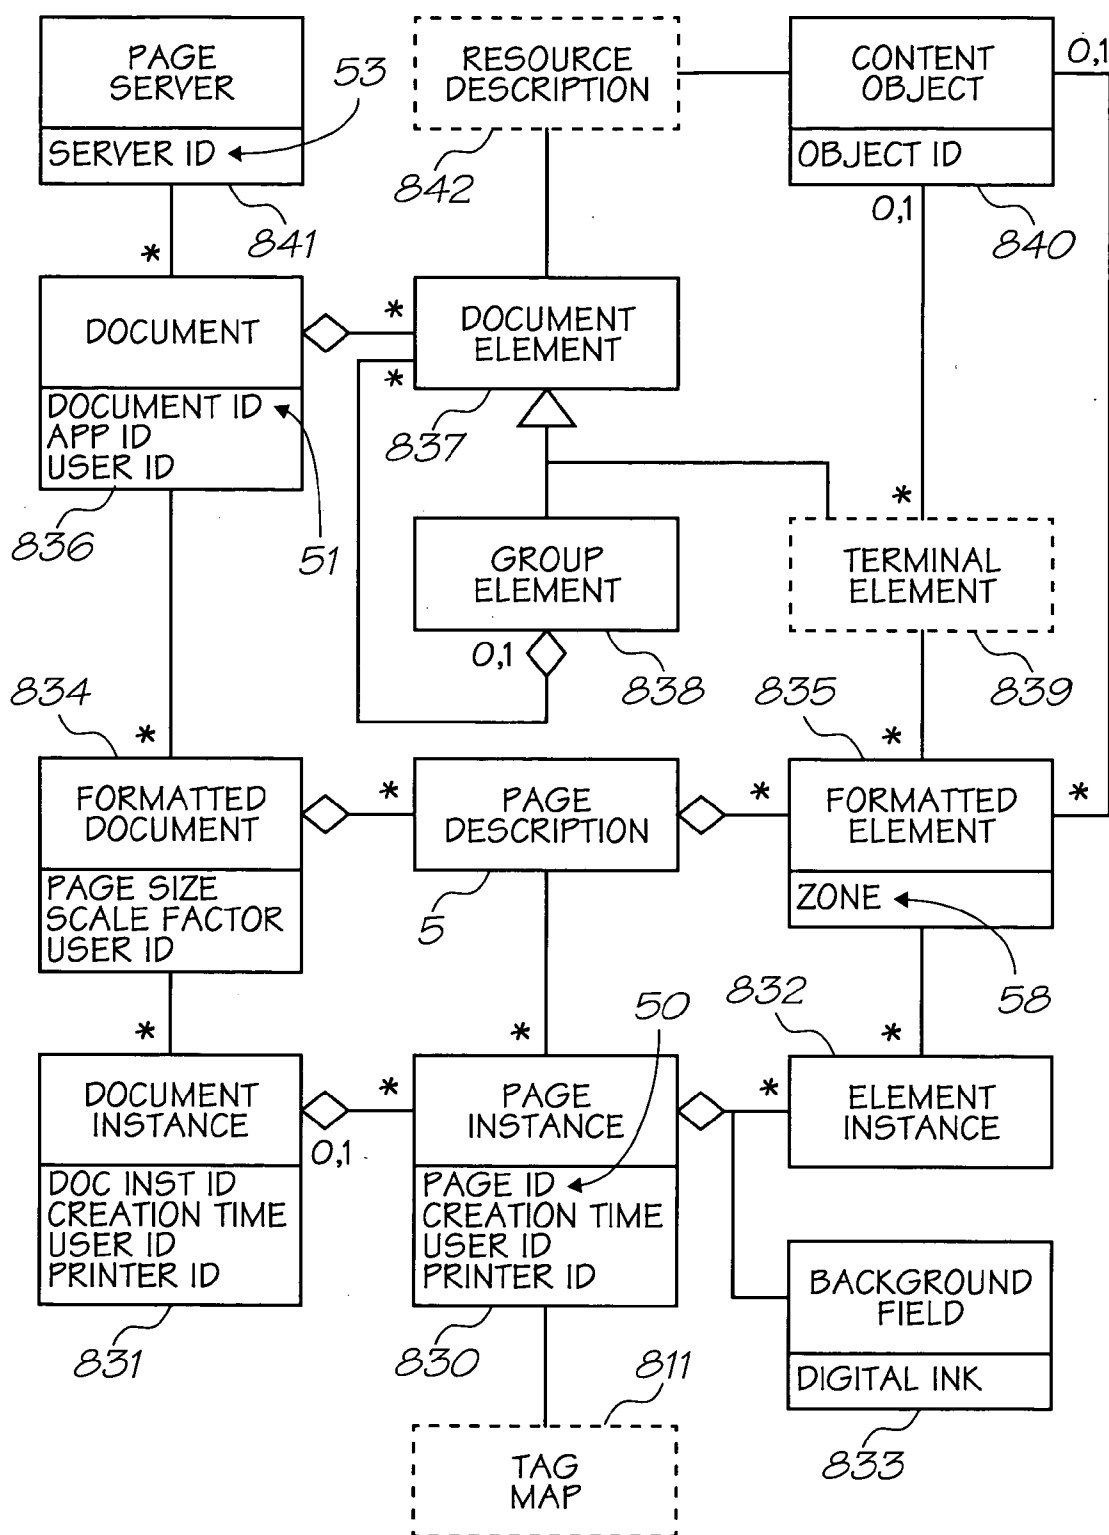 PAGE
SERVER
SERVER ID
53
841
*
RESOURCE
DESCRIPTION
842
CONTENT
OBJECT
OBJECT ID
0,1
0,1
840
DOCUMENT
DOCUMENT ID
APP ID
USER ID
836
51
*
*
DOCUMENT
ELEMENT
837
GROUP
ELEMENT
0,1
838
*
TERMINAL
ELEMENT
839
834
*
FORMATTED
DOCUMENT
PAGE SIZE
SCALE FACTOR
USER ID
*
PAGE
DESCRIPTION
5
*
835
*
FORMATTED
ELEMENT
*
ZONE
58
*
DOCUMENT
INSTANCE
0,1
DOC INST ID
CREATION TIME
USER ID
PRINTER ID
831
*
*
50
PAGE
INSTANCE
PAGE ID
CREATION TIME
USER ID
PRINTER ID
830
*
832
*
ELEMENT
INSTANCE
BACKGROUND
FIELD
DIGITAL INK
833
811
TAG
MAP